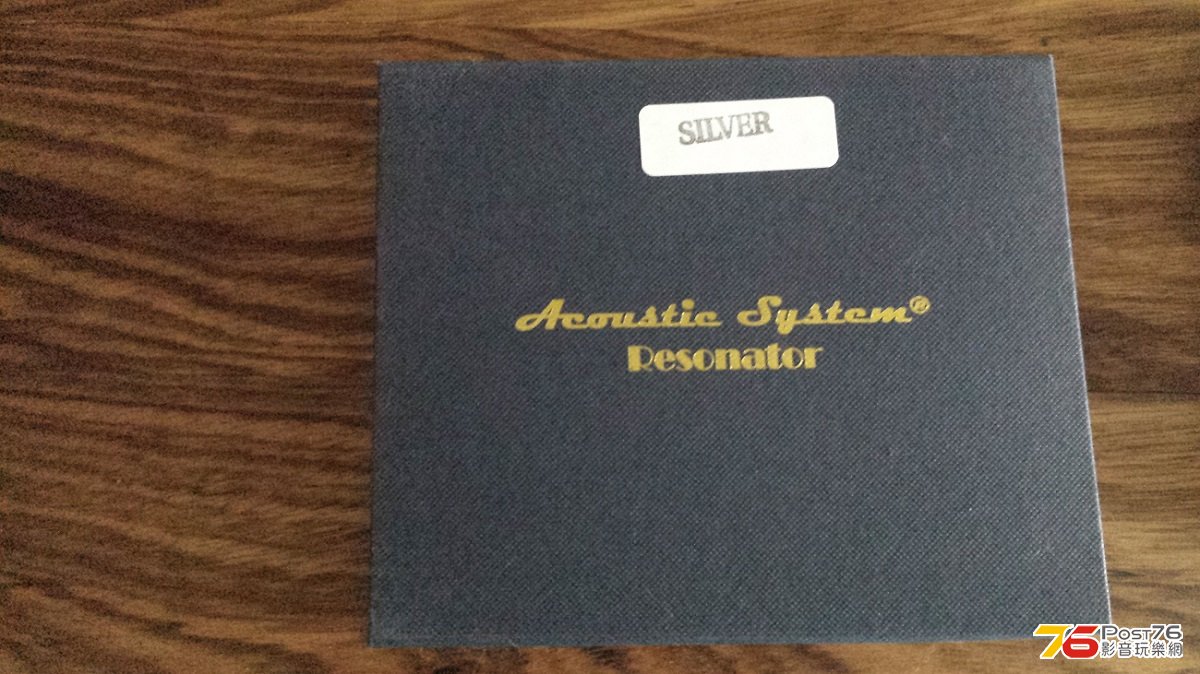 SILVER
Acoustic System®
Resonator
76 Post76
影音玩樂網